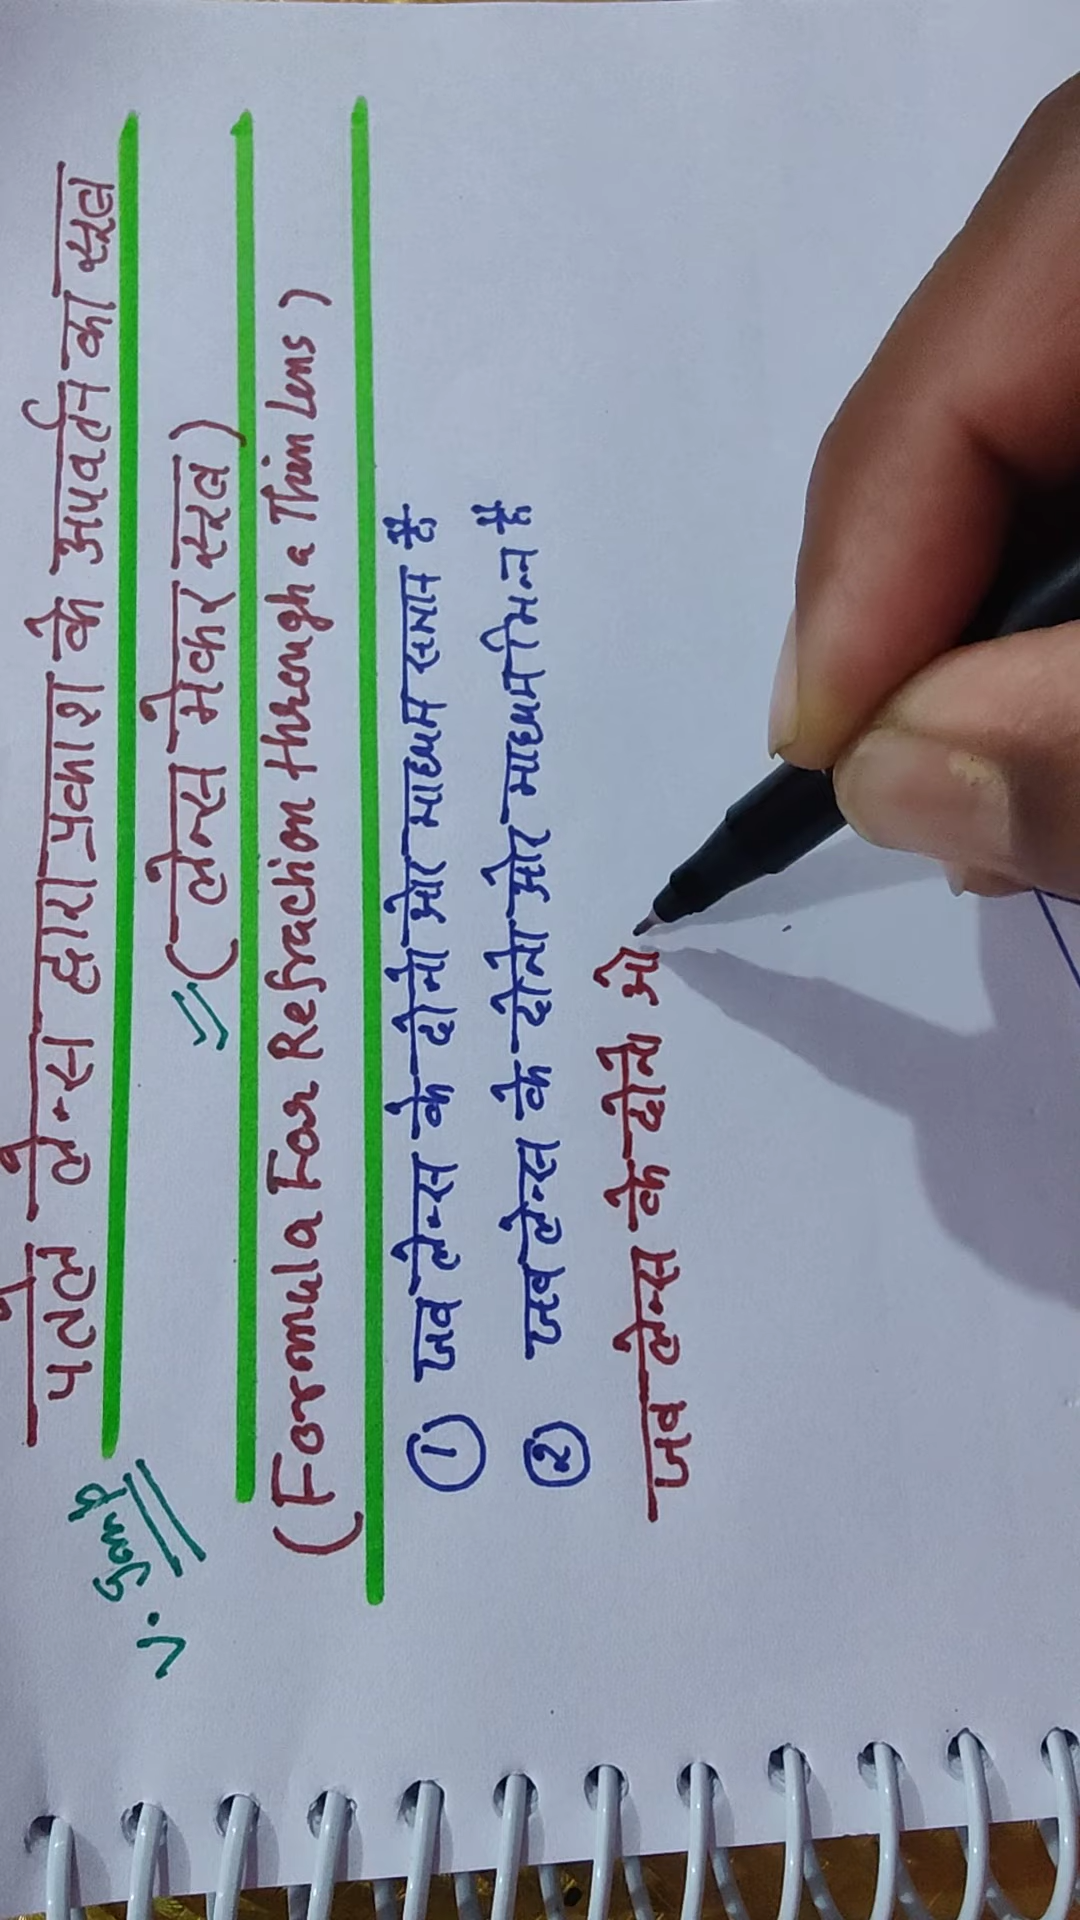 पतले लेन्स द्वारा प्रकाश के अपवर्तन का सूत्र
V. Imp
(लेन्स मेकर सूत्र)
(Formula For Refraction through a Thin Lens)
① जब लेन्स के दोनो ओर माध्यम समान है
② जब लेन्स के दोनो ओर माध्यम भिन्न है
जब लेन्स के दोनो ओ